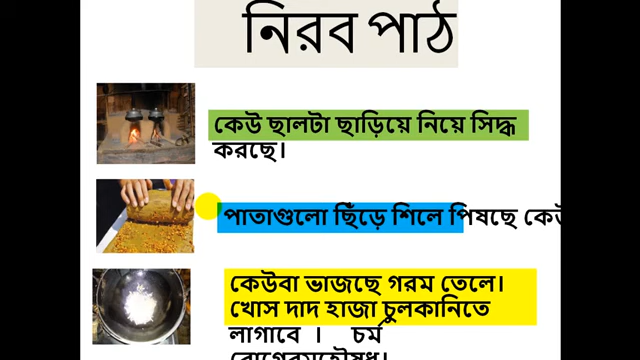 নিরব পাঠ
কেউ ছালটা ছাড়িয়ে নিয়ে সিদ্ধ
করছে।
পাতাগুলো ছিঁড়ে শিলে পিষছে কেউ
কেউবা ভাজছে গরম তেলে।
খোস দাদ হাজা চুলকানিতে
লাগাবে । চর্ম